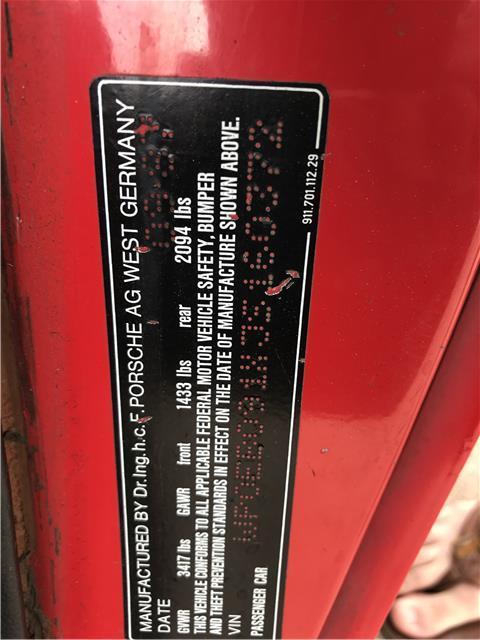 MANUFACTURED BY Dr.Ing.h.c.F PORSCHE AG WEST GERMANY
DATE
GVWR 3417 lbs GAWR front 1433 lbs rear 2094 lbs
THIS VEHICLE CONFORMS TO ALL APPLICABLE FEDERAL MOTOR VEHICLE SAFETY, BUMPER
AND THEFT PREVENTION STANDARDS IN EFFECT ON THE DATE OF MANUFACTURE SHOWN ABOVE.
VIN
PASSENGER CAR
911.701.112.29